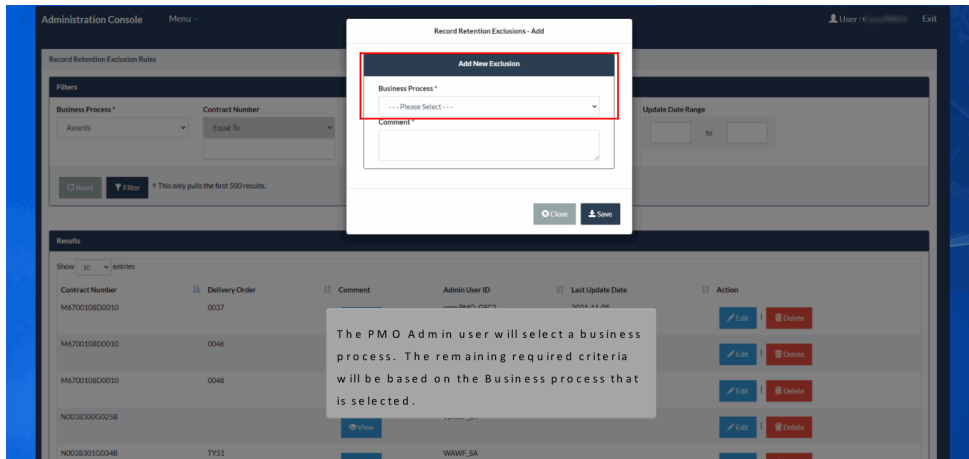 Administration Console Menu
User : Exit
Record Retention Exclusions - Add
Record Retention Exclusion Rules
Add New Exclusion
Filters
Business Process *
- - - Please Select - - -
Comment *
Business Process * Contract Number Update Date Range
Awards Equal To to
Reset Filter † This only pulls the first 500 results.
Close Save
Results
Show 10 entries
Contract Number Delivery Order Comment Admin User ID Last Update Date Action
M6700108D0010 0037 2021-11-05 Edit | Delete
M6700108D0010 0046 Edit | Delete
M6700108D0010 0048 Edit | Delete
The PMO Admin user will select a business
process. The remaining required criteria
will be based on the Business process that
is selected.
N0038300G025B View Edit | Delete
N0038301G034B TY51 WAWF_SA